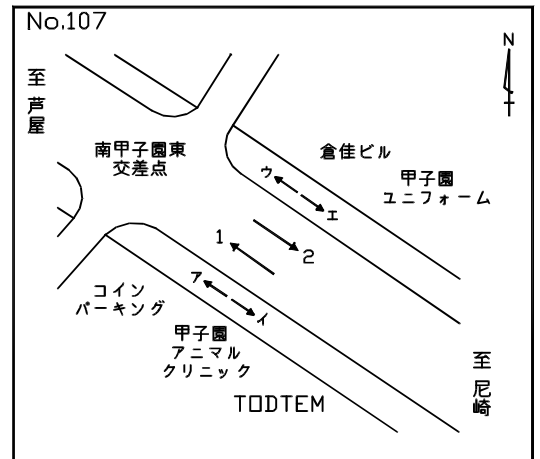 No.107
N
至
芦
屋
南甲子園東
交差点
倉佳ビル
甲子園
ユニフォーム
ウ
エ
1
2
ア
イ
コイン
パーキング
甲子園
アニマル
クリニック
TODTEM
至
尼
崎